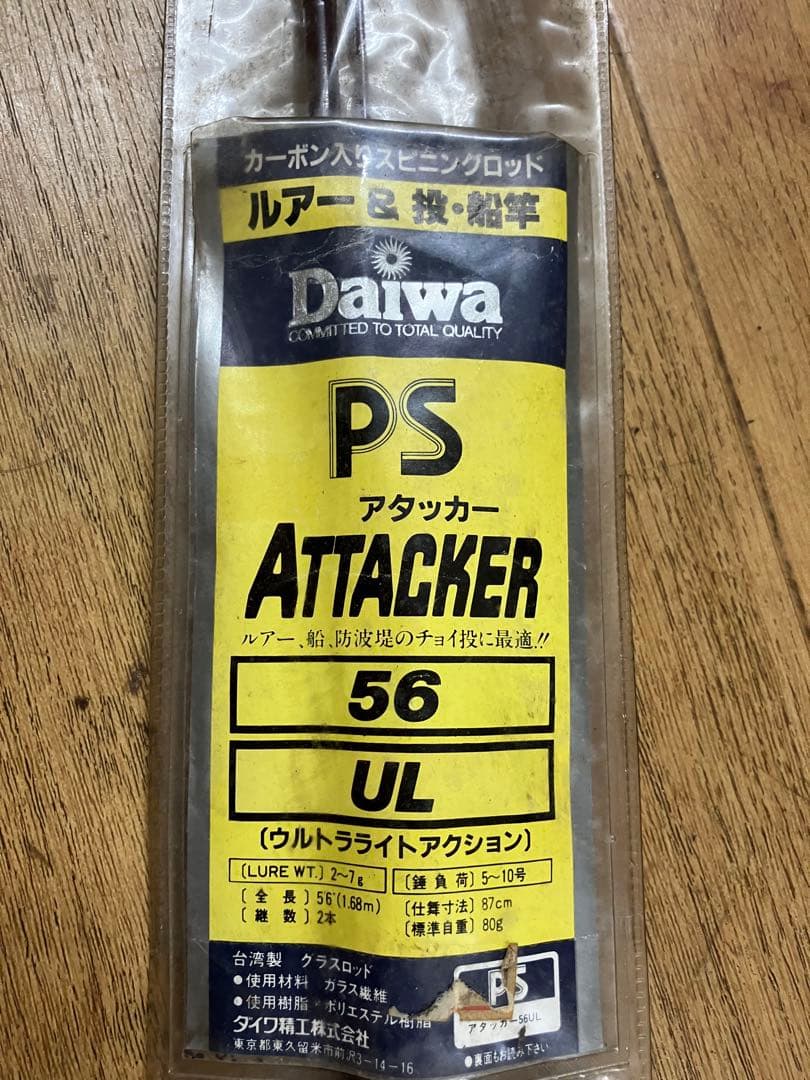 カーボン入りスピニングロッド
ルアー & 投・船竿
Daiwa
COMMITTED TO TOTAL QUALITY
PS
アタッカー
ATTACKER
ルアー、船、防波堤のチョイ投に最適!!
56
UL
(ウルトラライトアクション)
〔LURE WT.〕2〜7g 〔錘負荷〕5〜10号
〔全長〕5'6"(1.68m) 〔仕舞寸法〕87cm
〔継数〕2本 〔標準自重〕80g
台湾製 グラスロッド
●使用材料 ガラス繊維
●使用樹脂 ポリエステル樹脂
ダイワ精工株式会社
東京都東久留米市前沢3-14-16
PS
アタッカー56UL
●裏面もお読み下さい